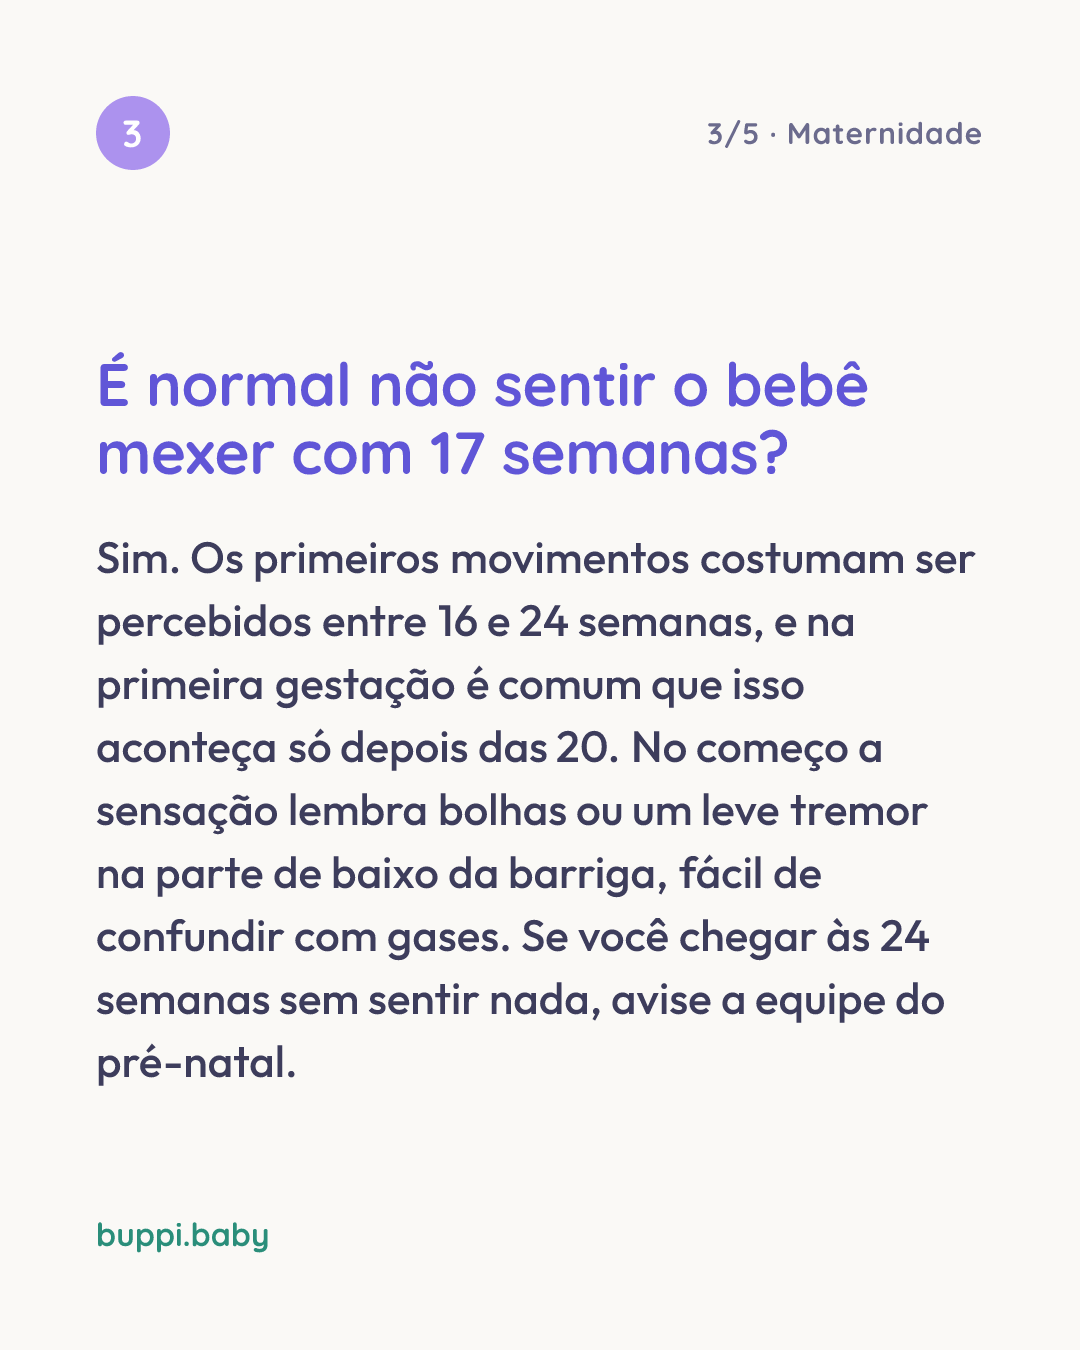 3
3/5 · Maternidade
É normal não sentir o bebê
mexer com 17 semanas?
Sim. Os primeiros movimentos costumam ser
percebidos entre 16 e 24 semanas, e na
primeira gestação é comum que isso
aconteça só depois das 20. No começo a
sensação lembra bolhas ou um leve tremor
na parte de baixo da barriga, fácil de
confundir com gases. Se você chegar às 24
semanas sem sentir nada, avise a equipe do
pré-natal.
buppi.baby